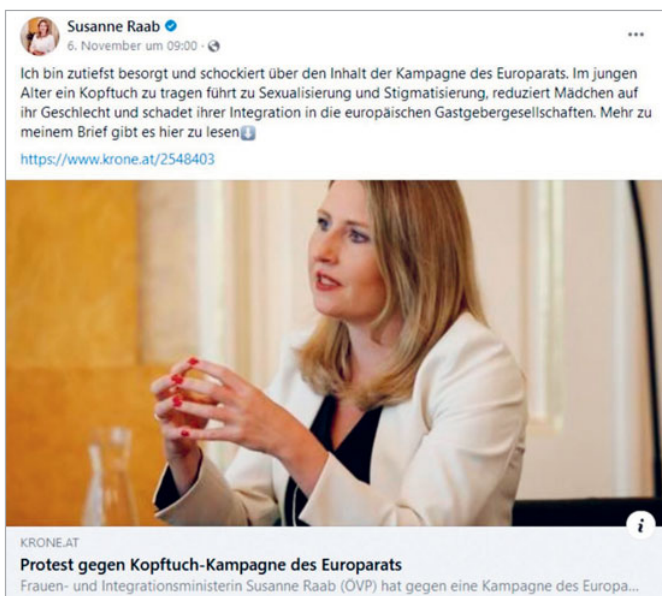 Susanne Raab
6. November um 09:00 ·
Ich bin zutiefst besorgt und schockiert über den Inhalt der Kampagne des Europarats. Im jungen
Alter ein Kopftuch zu tragen führt zu Sexualisierung und Stigmatisierung, reduziert Mädchen auf
ihr Geschlecht und schadet ihrer Integration in die europäischen Gastgebergesellschaften. Mehr zu
meinem Brief gibt es hier zu lesen⬇️
https://www.krone.at/2548403
KRONE.AT
Protest gegen Kopftuch-Kampagne des Europarats
Frauen- und Integrationsministerin Susanne Raab (ÖVP) hat gegen eine Kampagne des Europa...